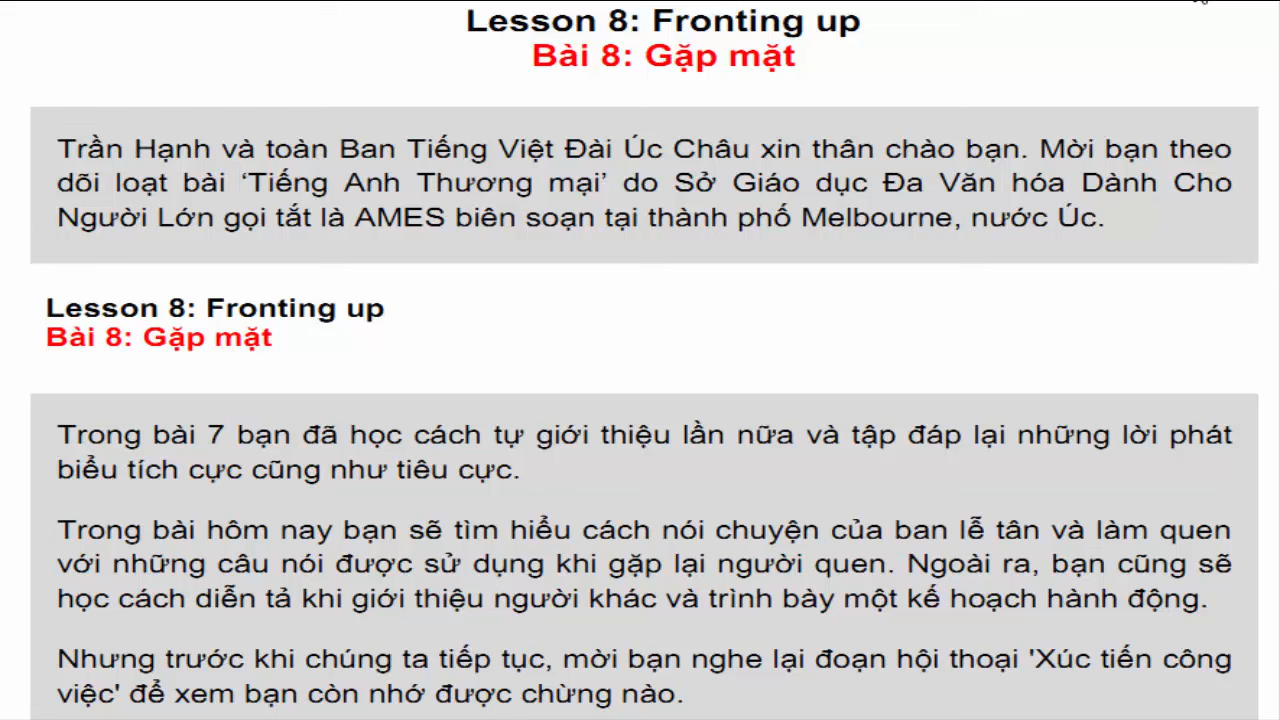 Lesson 8: Fronting up
Bài 8: Gặp mặt
Trần Hạnh và toàn Ban Tiếng Việt Đài Úc Châu xin thân chào bạn. Mời bạn theo
dõi loạt bài ‘Tiếng Anh Thương mại’ do Sở Giáo dục Đa Văn hóa Dành Cho
Người Lớn gọi tắt là AMES biên soạn tại thành phố Melbourne, nước Úc.
Lesson 8: Fronting up
Bài 8: Gặp mặt
Trong bài 7 bạn đã học cách tự giới thiệu lần nữa và tập đáp lại những lời phát
biểu tích cực cũng như tiêu cực.
Trong bài hôm nay bạn sẽ tìm hiểu cách nói chuyện của ban lễ tân và làm quen
với những câu nói được sử dụng khi gặp lại người quen. Ngoài ra, bạn cũng sẽ
học cách diễn tả khi giới thiệu người khác và trình bày một kế hoạch hành động.
Nhưng trước khi chúng ta tiếp tục, mời bạn nghe lại đoạn hội thoại 'Xúc tiến công
việc' để xem bạn còn nhớ được chừng nào.